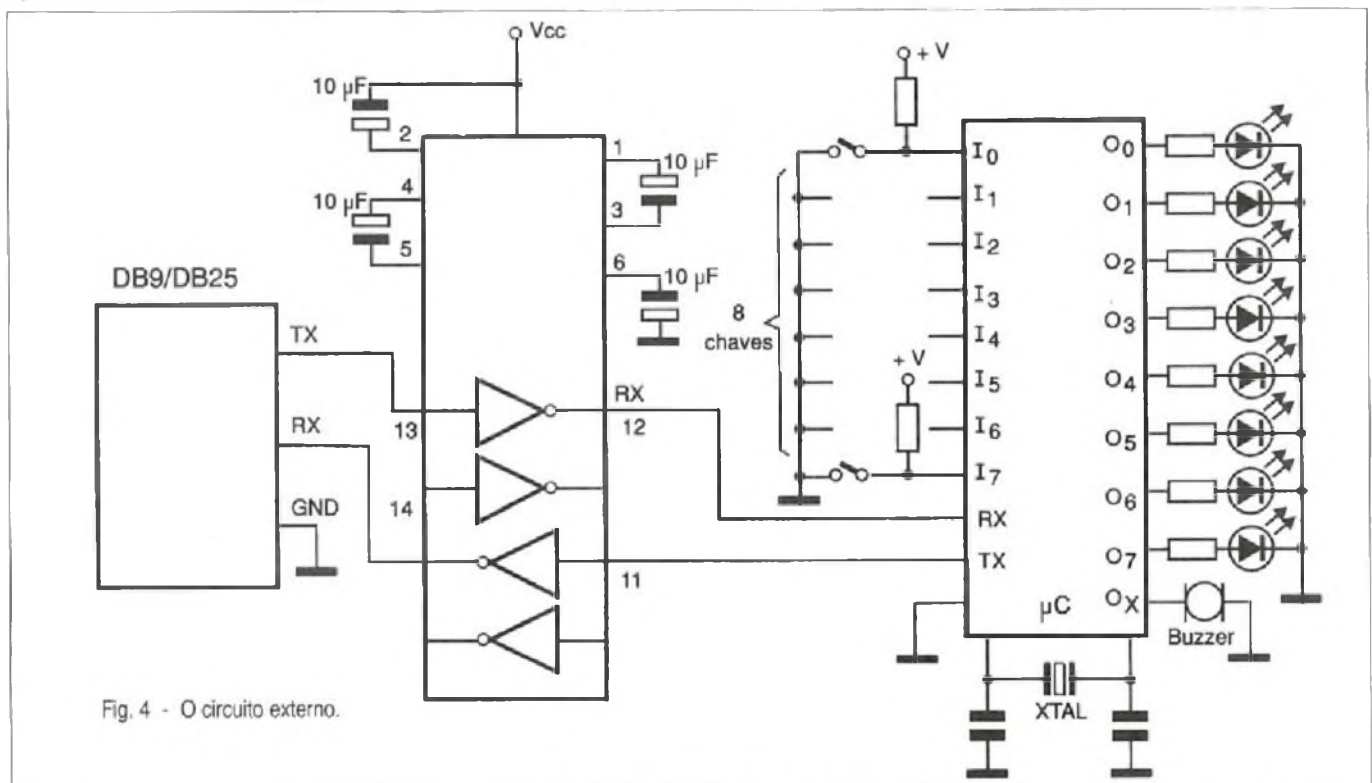 Vcc
10 µF
2
4
10 µF
5
1
10 µF
3
6
10 µF
DB9/DB25
TX
RX
GND
13
14
RX
12
11
+ V
8
chaves
+ V
I0
I1
I2
I3
I4
I5
I6
I7
RX
TX
µC
O0
O1
O2
O3
O4
O5
O6
O7
OX
Buzzer
XTAL
Fig. 4 - O circuito externo.